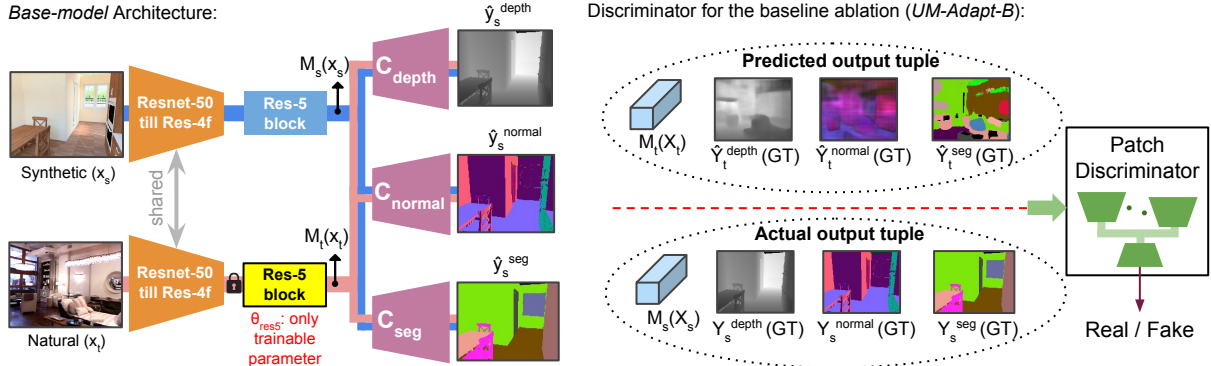 Base-model Architecture:
Resnet-50
till Res-4f
Res-5
block
Synthetic (xₛ)
shared
Resnet-50
till Res-4f
Res-5
block
Natural (xₜ)
θres5: only
trainable
parameter
Mₛ(xₛ)
Mₜ(xₜ)
C_depth
C_normal
C_seg
ŷₛ^depth
ŷₛ^normal
ŷₛ^seg
Discriminator for the baseline ablation (UM-Adapt-B):
Predicted output tuple
Mₜ(Xₜ)
Ŷₜ^depth (GT)
Ŷₜ^normal (GT)
Ŷₜ^seg (GT)
Actual output tuple
Mₛ(Xₛ)
Yₛ^depth (GT)
Yₛ^normal (GT)
Yₛ^seg (GT)
Patch
Discriminator
Real / Fake